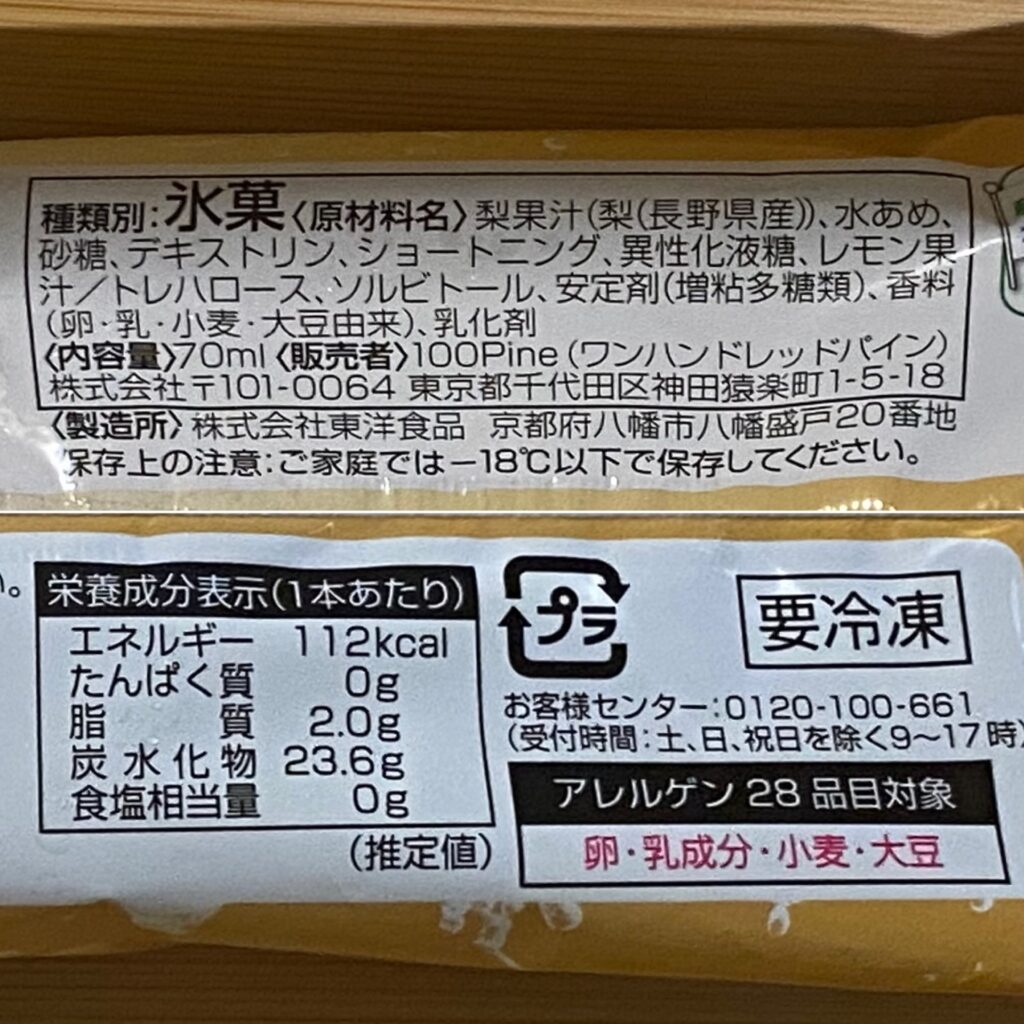 種類別:氷菓〈原材料名〉梨果汁(梨(長野県産))、水あめ、
砂糖、デキストリン、ショートニング、異性化液糖、レモン果
汁/トレハロース、ソルビトール、安定剤(増粘多糖類)、香料
(卵・乳・小麦・大豆由来)、乳化剤
〈内容量〉70ml〈販売者〉100Pine(ワンハンドレッドパイン)
株式会社〒101-0064 東京都千代田区神田猿楽町1-5-18
〈製造所〉株式会社東洋食品 京都府八幡市八幡盛戸20番地
保存上の注意:ご家庭では-18℃以下で保存してください。
い。
栄養成分表示(1本あたり)
エネルギー 112kcal
たんぱく質 0g
脂質 2.0g
炭水化物 23.6g
食塩相当量 0g
(推定値)
プラ
要冷凍
お客様センター:0120-100-661
(受付時間:土、日、祝日を除く9〜17時)
アレルゲン 28品目対象
卵・乳成分・小麦・大豆